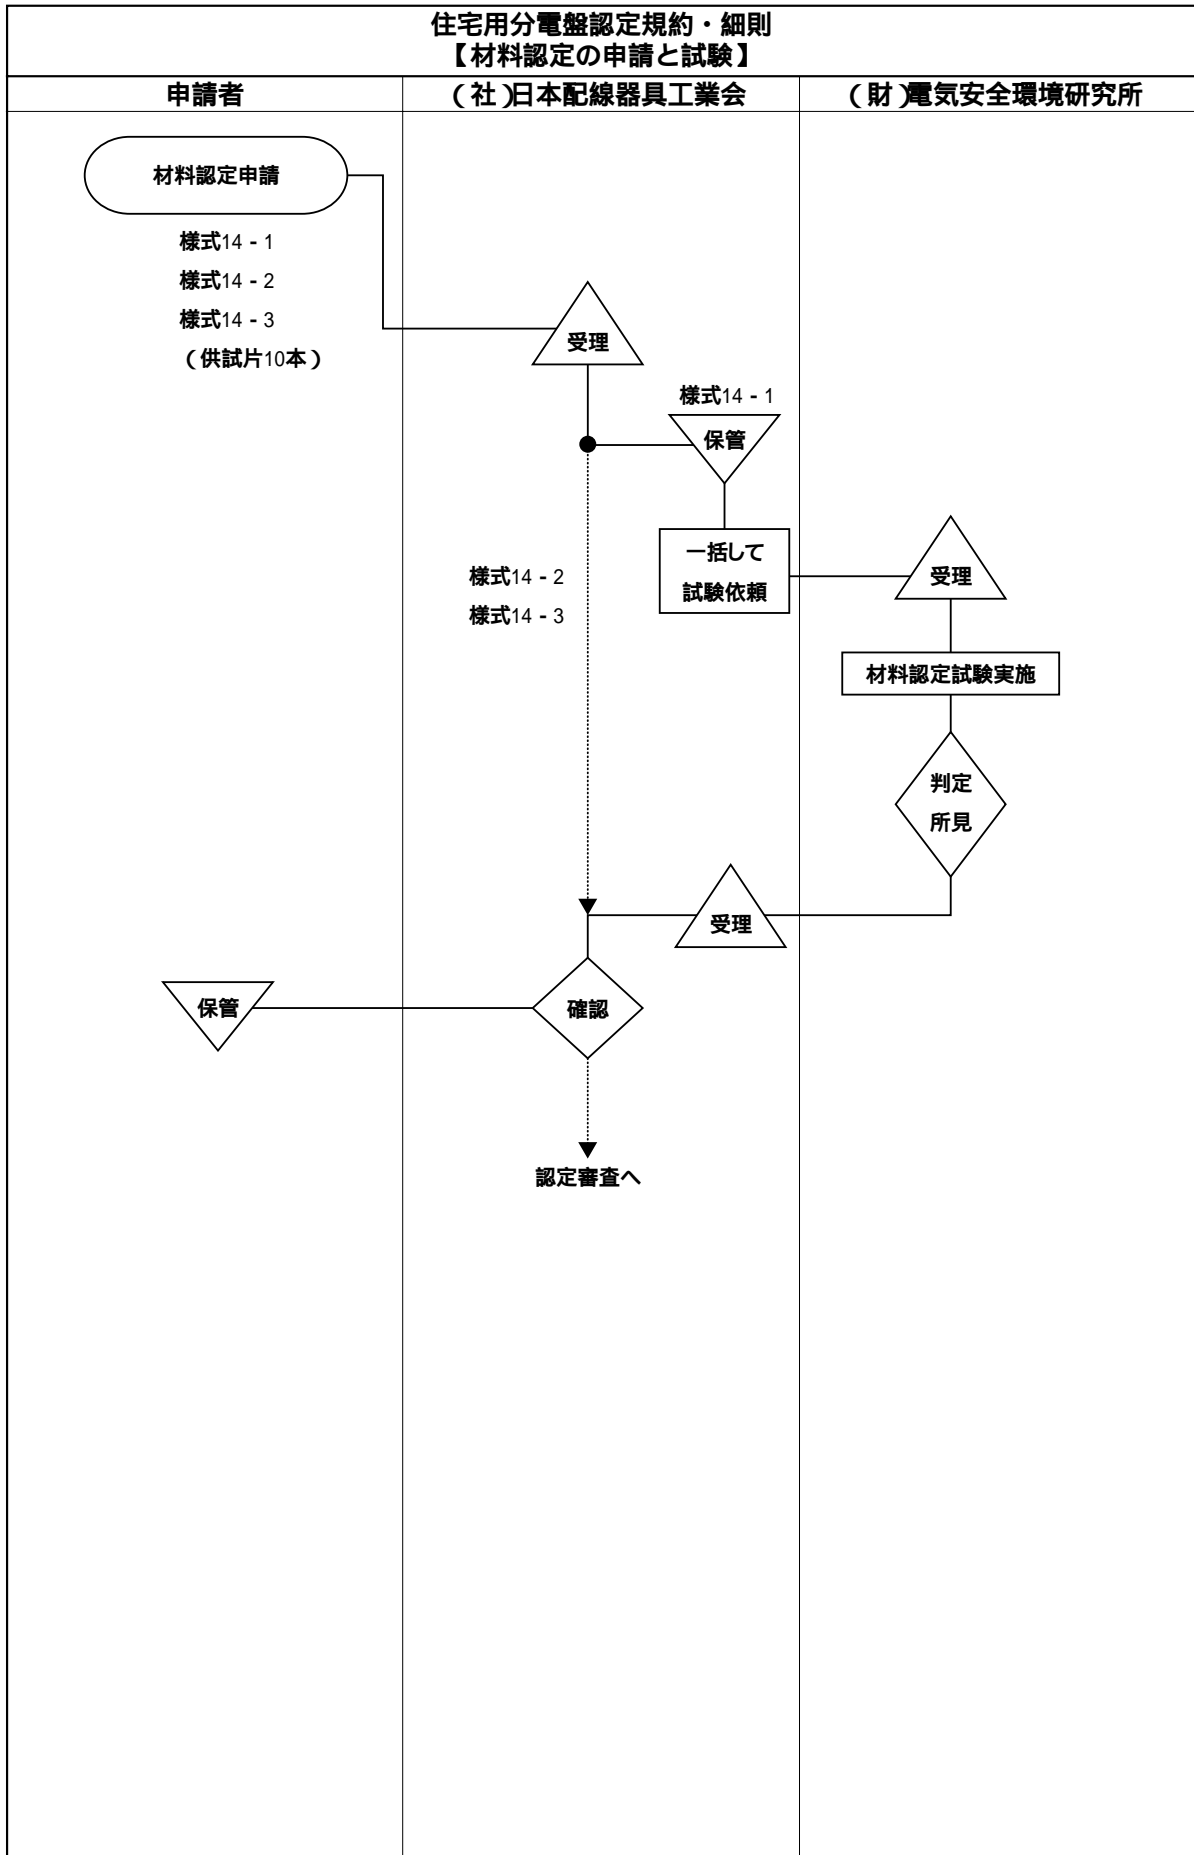 住宅用分電盤認定規約・細則
【材料認定の申請と試験】
申請者
（社）日本配線器具工業会
（財）電気安全環境研究所
材料認定申請
様式14 - 1
様式14 - 2
様式14 - 3
（供試片10本）
受理
様式14 - 1
保管
一括して
試験依頼
様式14 - 2
様式14 - 3
受理
材料認定試験実施
判定
所見
受理
保管
確認
認定審査へ